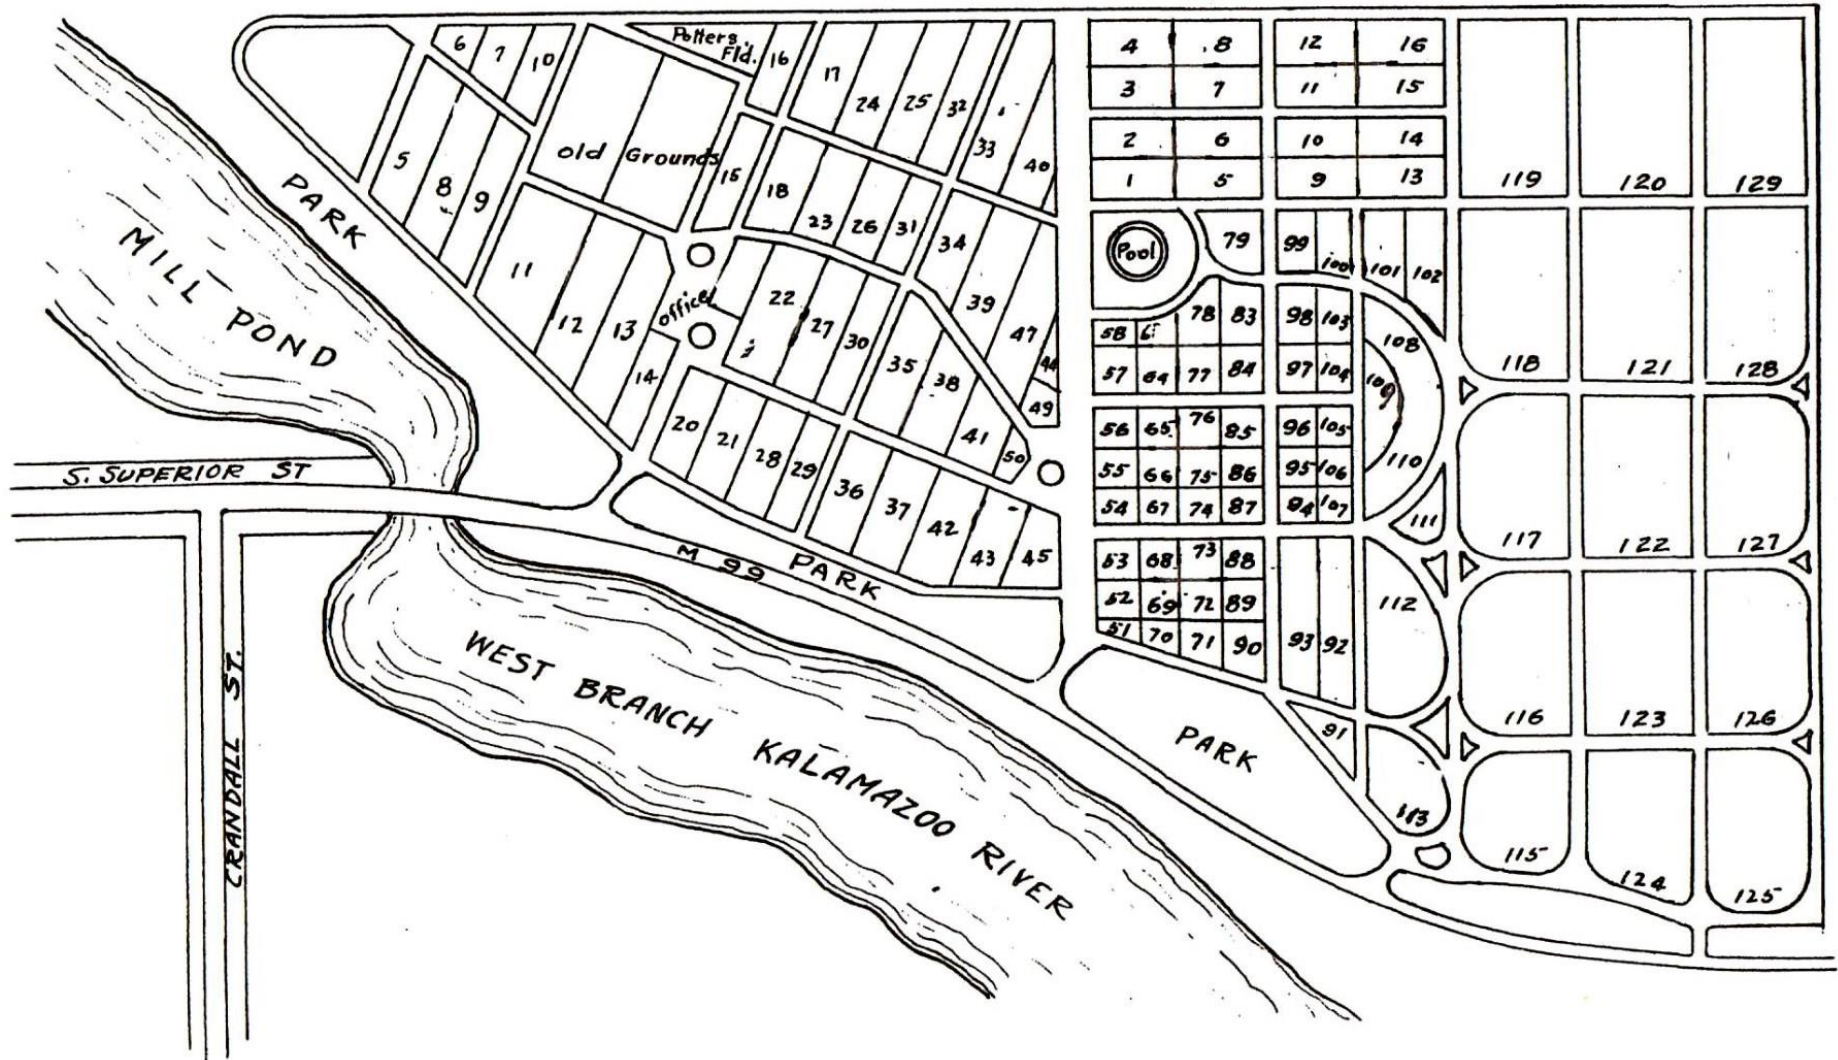 6 7 10
Potters
Fld.
16
17 24 25 32 33 40
4 8 12 16
3 7 11 15
2 6 10 14
1 5 9 13
119 120 129
5 8 9
old Grounds
15 18 23 26 31 34
PARK
MILL POND
11 12 13 14
office
22 27 30 35 38 39 47
49
41 50
20 21 28 29 36 37 42 43 45
Pool
79 99 100 101 102
58 78 83 98 103 108
57 64 77 84 97 104 109
56 65 76 85 96 105
55 66 75 86 95 106 110
54 67 74 87 94 107 111
53 68 73 88
52 69 72 89 112
51 70 71 90 93 92
118 121 128
117 122 127
116 123 126
115 124 125
91
113
S. SUPERIOR ST
M 99
PARK
PARK
CRANDALL ST.
WEST BRANCH KALAMAZOO RIVER